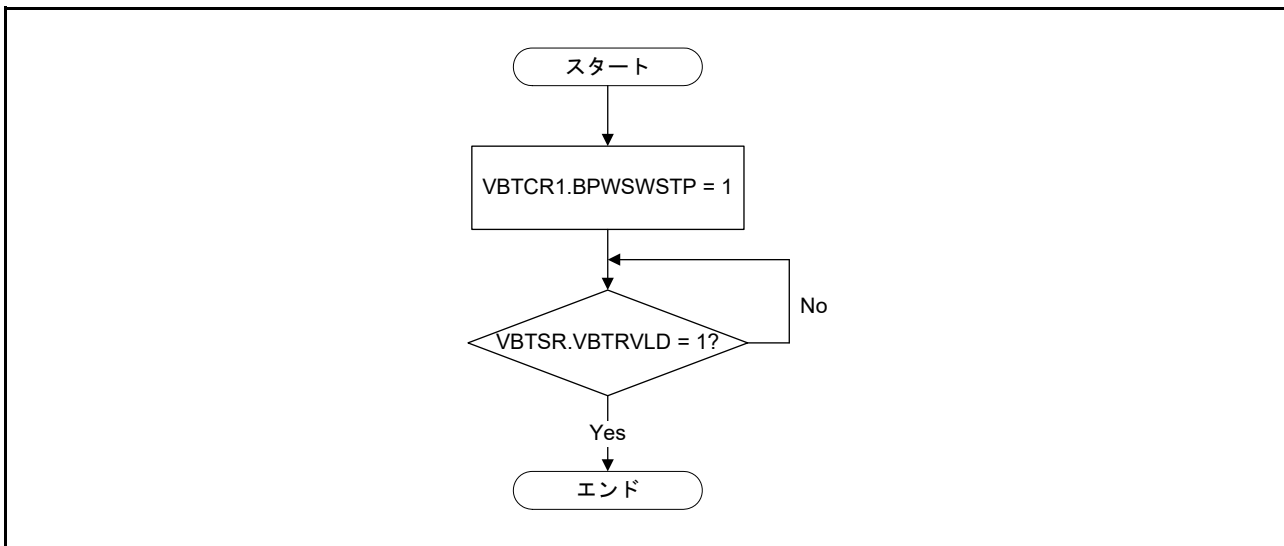 スタート
VBTCR1.BPWSWSTP = 1
VBTSR.VBTRVLD = 1?
No
Yes
エンド